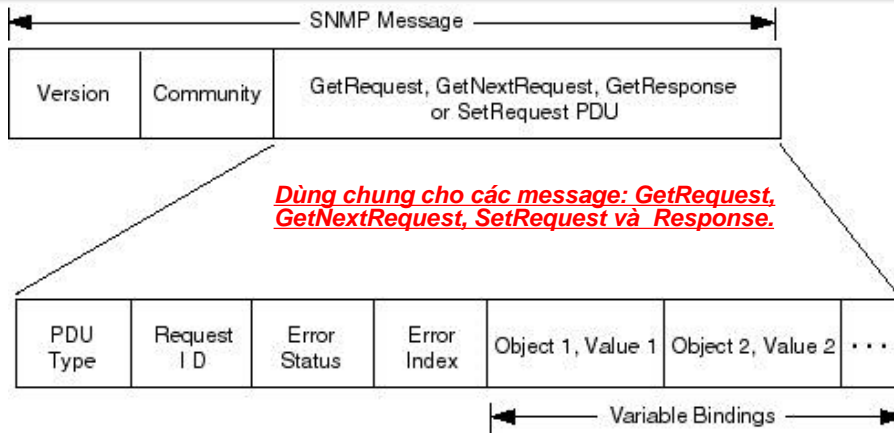 SNMP Message
Version
Community
GetRequest, GetNextRequest, GetResponse
or SetRequest PDU
Dùng chung cho các message: GetRequest,
GetNextRequest, SetRequest và Response.
PDU
Type
Request
I D
Error
Status
Error
Index
Object 1, Value 1
Object 2, Value 2
...
Variable Bindings